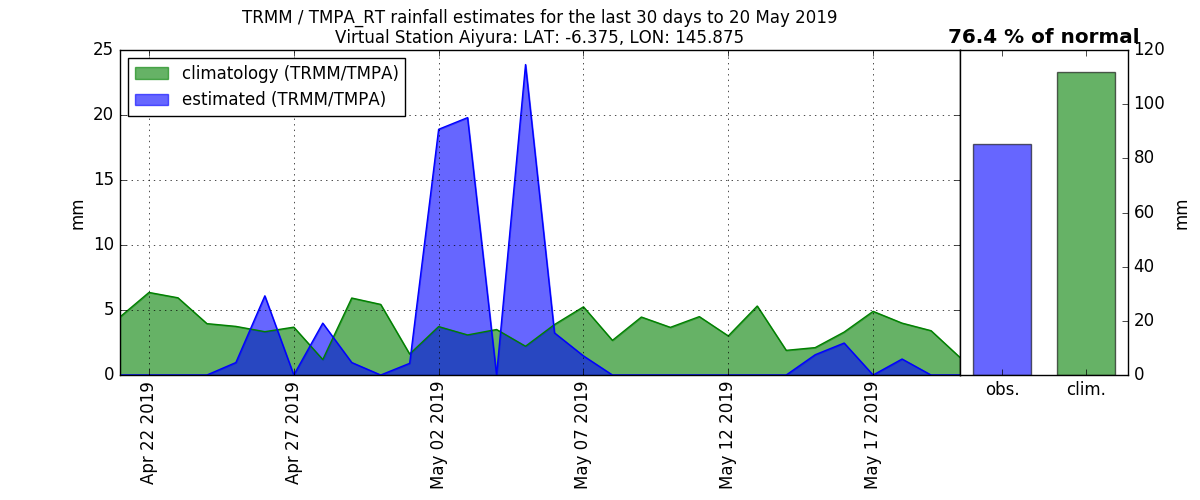 TRMM / TMPA_RT rainfall estimates for the last 30 days to 20 May 2019
Virtual Station Aiyura: LAT: -6.375, LON: 145.875
76.4 % of normal
climatology (TRMM/TMPA)
estimated (TRMM/TMPA)
25
20
15
10
5
0
mm
Apr 22 2019
Apr 27 2019
May 02 2019
May 07 2019
May 12 2019
May 17 2019
120
100
80
60
40
20
0
mm
obs.
clim.